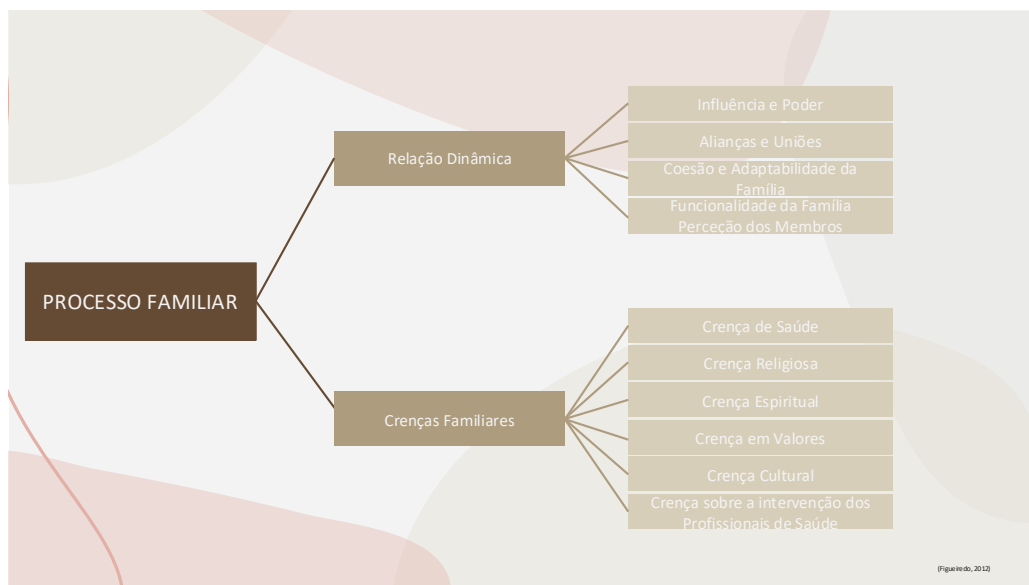 PROCESSO FAMILIAR
Relação Dinâmica
Influência e Poder
Alianças e Uniões
Coesão e Adaptabilidade da
Família
Funcionalidade da Família
Perceção dos Membros
Crenças Familiares
Crença de Saúde
Crença Religiosa
Crença Espiritual
Crença em Valores
Crença Cultural
Crença sobre a intervenção dos
Profissionais de Saúde
(Figueiredo, 2012)